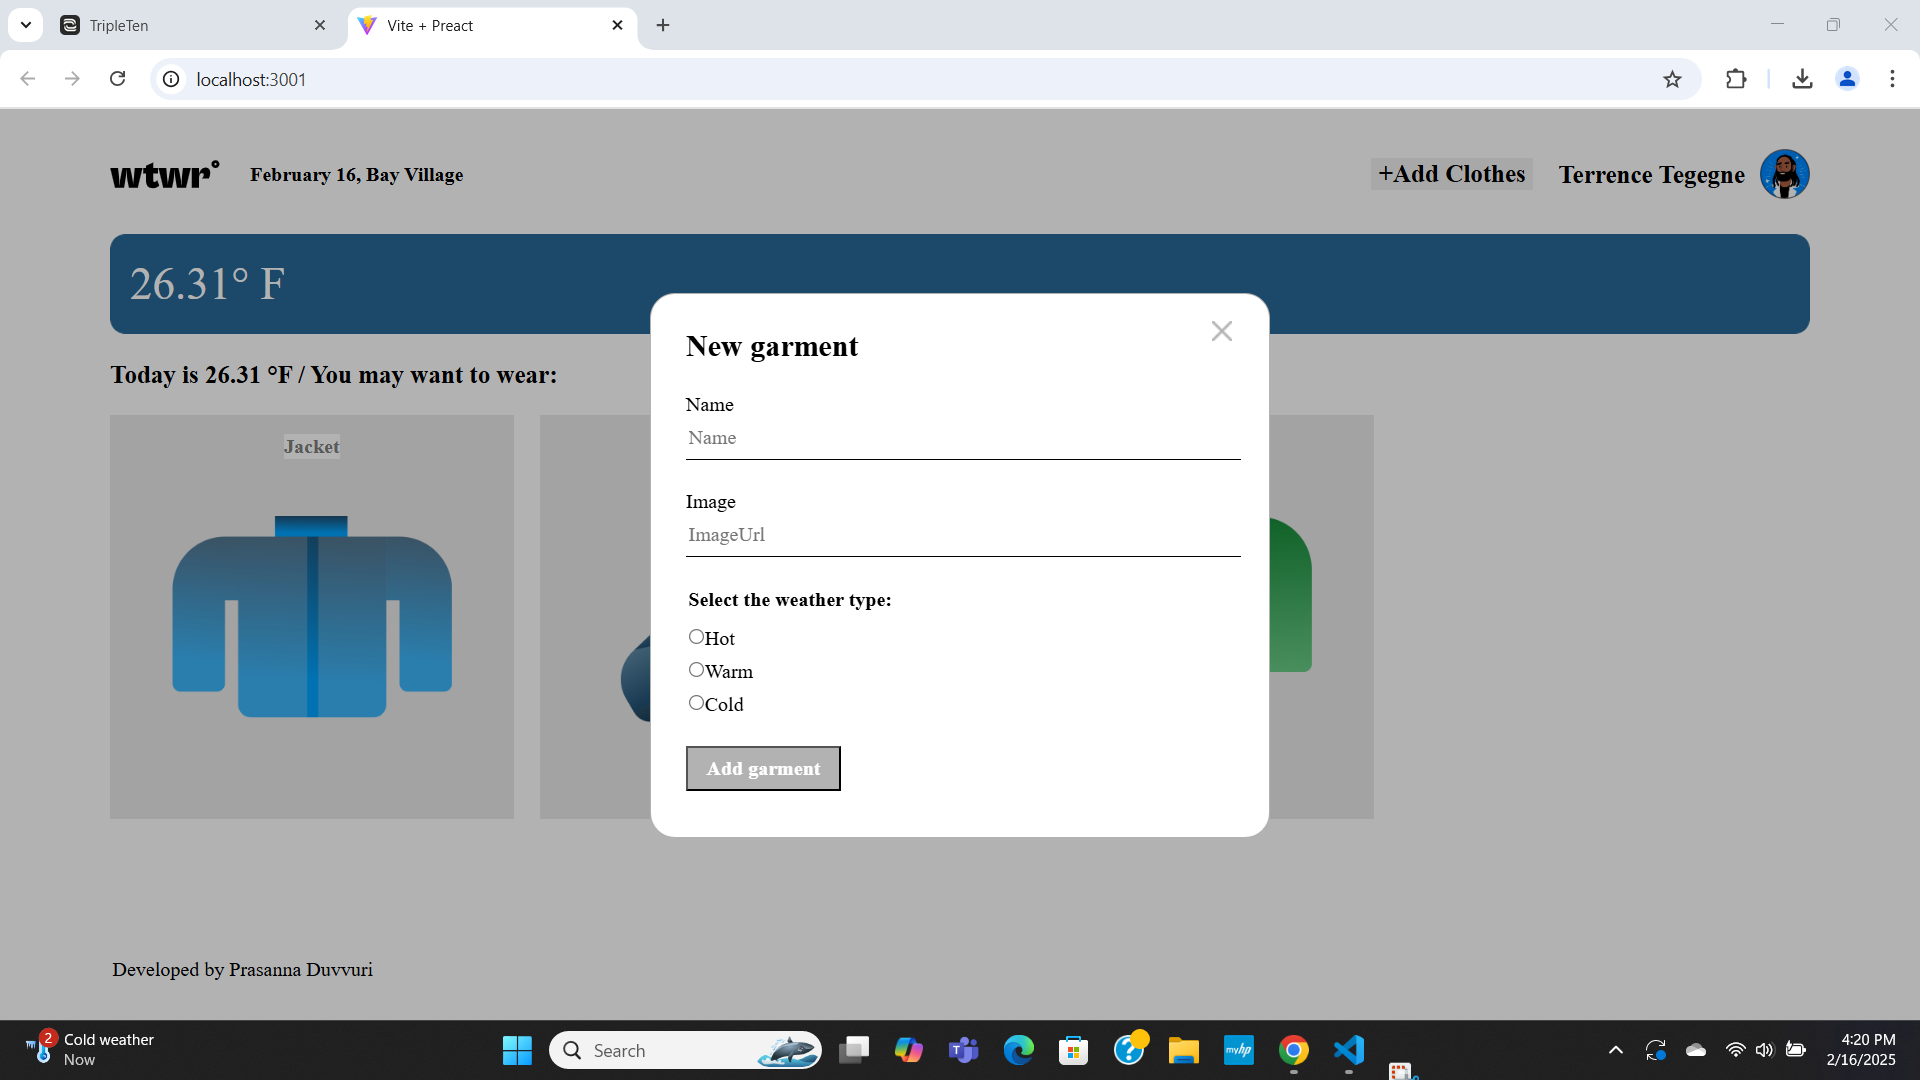 TripleTen
Vite + Preact
localhost:3001
wtwr°
February 16, Bay Village
+Add Clothes
Terrence Tegegne
26.31° F
Today is 26.31 °F / You may want to wear:
Jacket
New garment
Name
Name
Image
ImageUrl
Select the weather type:
Hot
Warm
Cold
Add garment
Developed by Prasanna Duvvuri
2
Cold weather
Now
Search
myhp
4:20 PM
2/16/2025